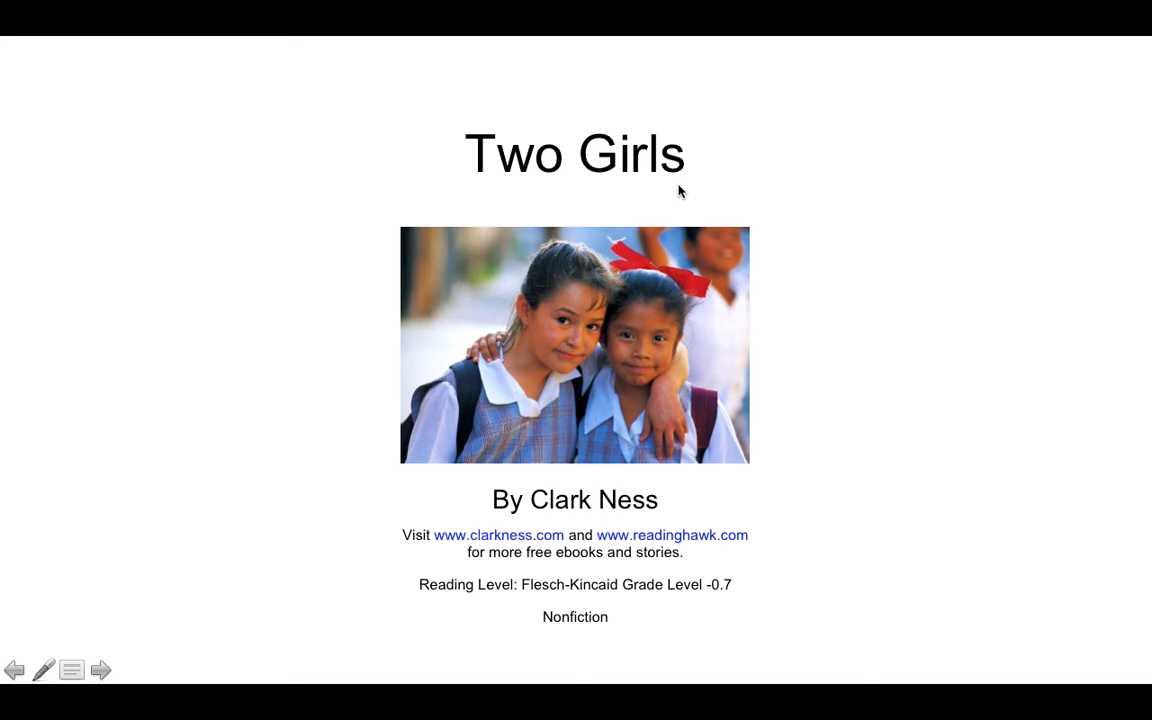 Two Girls
By Clark Ness
Visit www.clarkness.com and www.readinghawk.com
for more free ebooks and stories.
Reading Level: Flesch-Kincaid Grade Level -0.7
Nonfiction